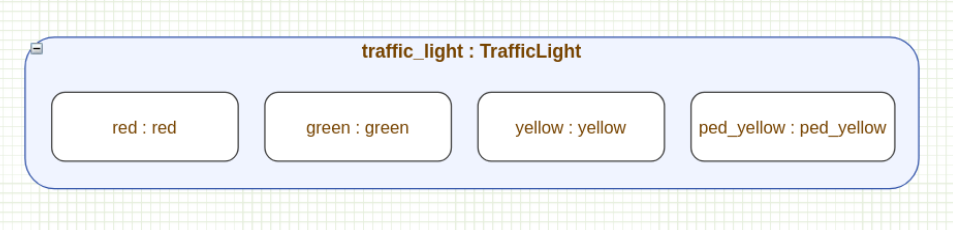 traffic_light : TrafficLight
red : red
green : green
yellow : yellow
ped_yellow : ped_yellow